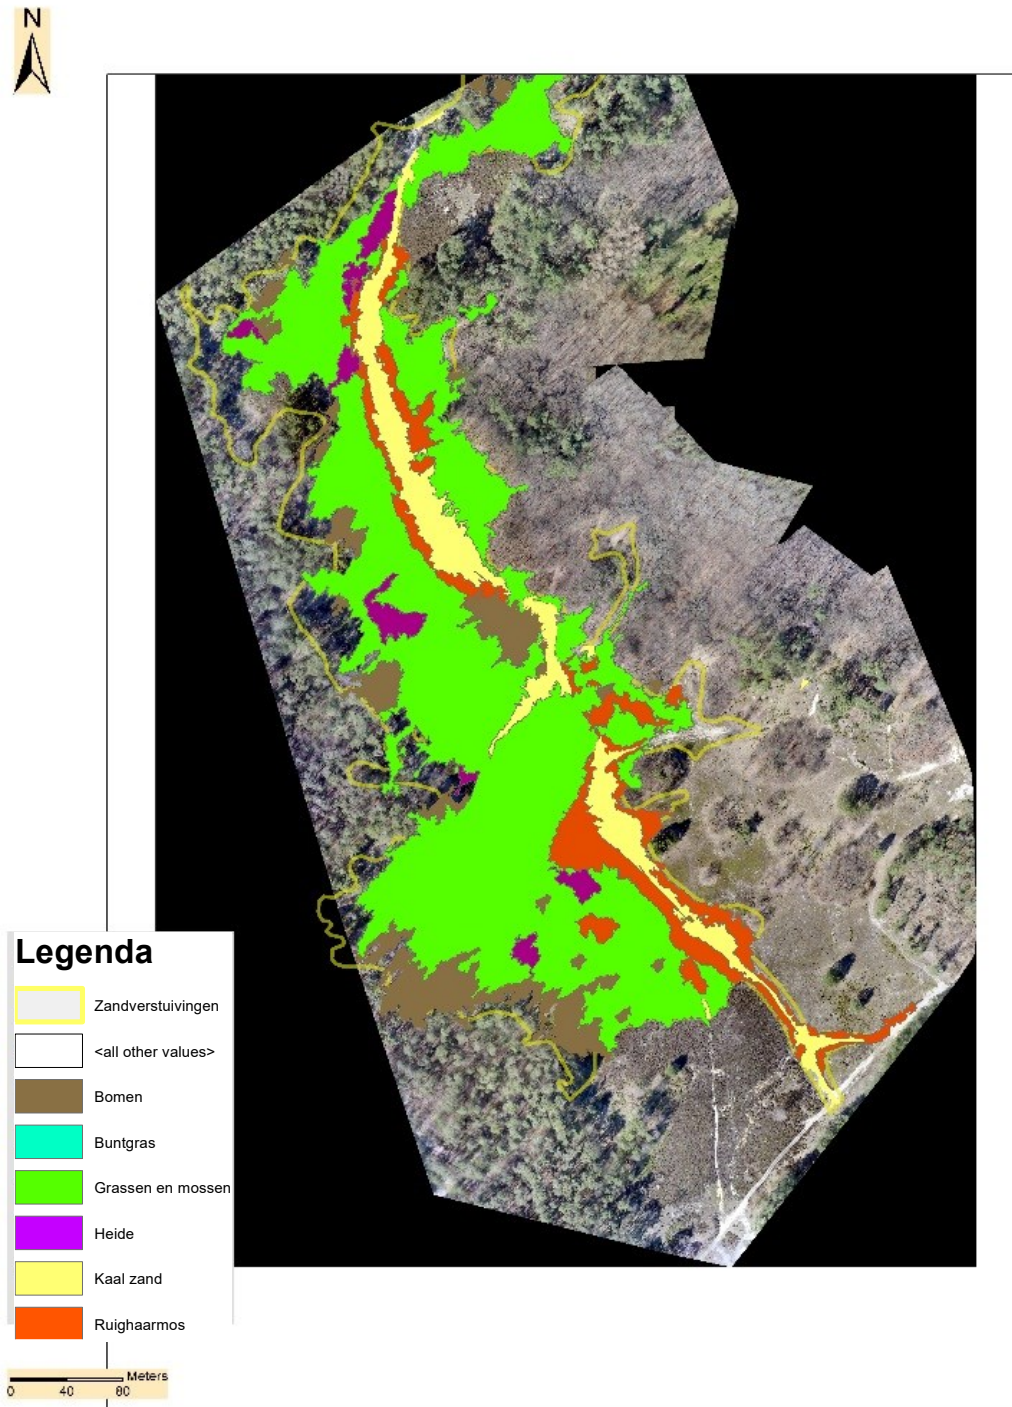 N
Legenda
Zandverstuivingen
<all other values>
Bomen
Buntgras
Grassen en mossen
Heide
Kaal zand
Ruighaarmos
Meters
0 40 80